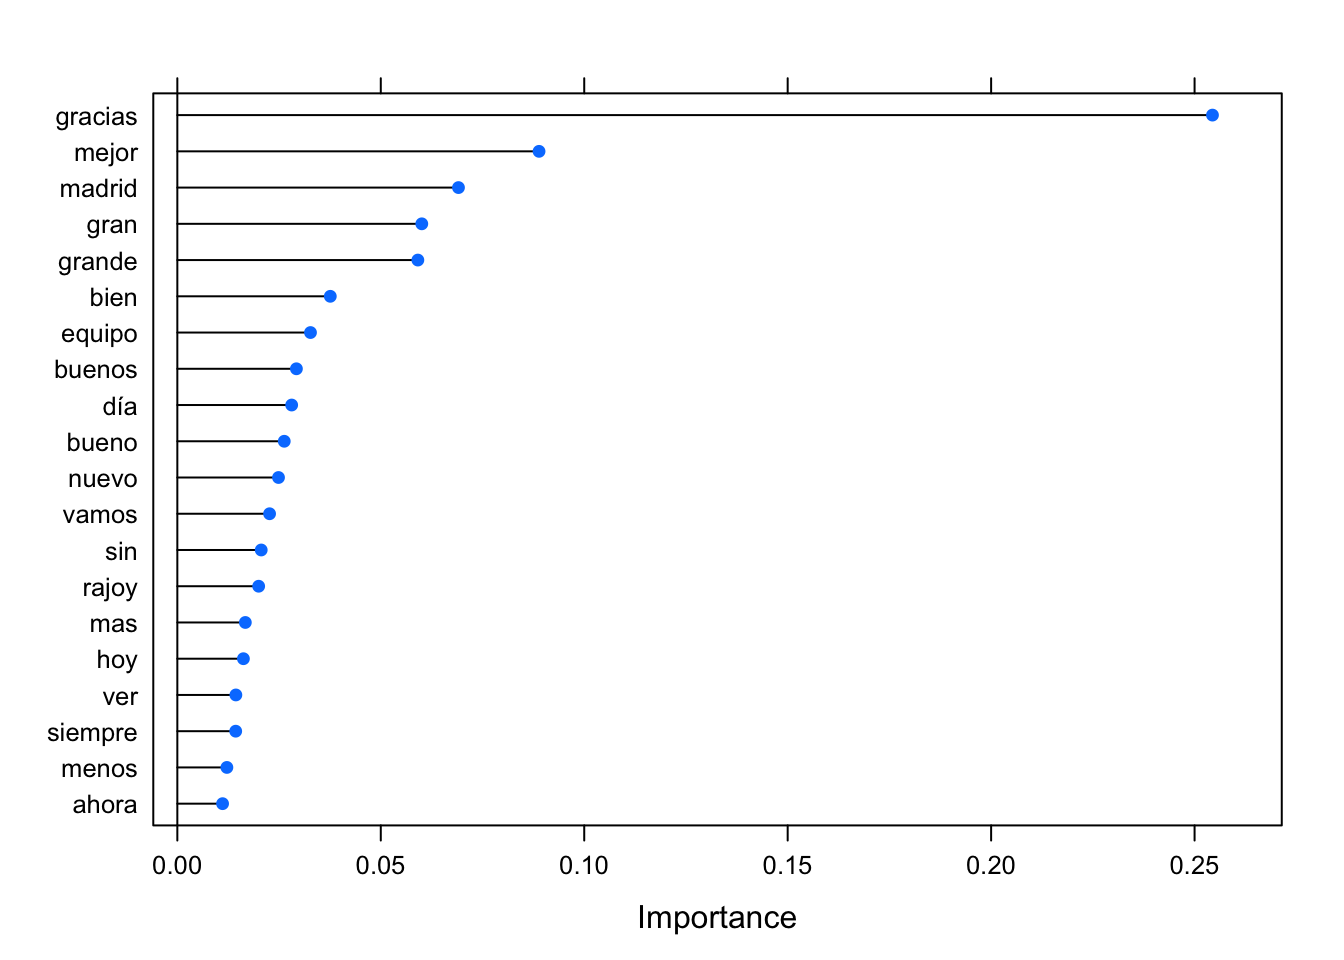 gracias
mejor
madrid
gran
grande
bien
equipo
buenos
día
bueno
nuevo
vamos
sin
rajoy
mas
hoy
ver
siempre
menos
ahora
0.00 0.05 0.10 0.15 0.20 0.25
Importance